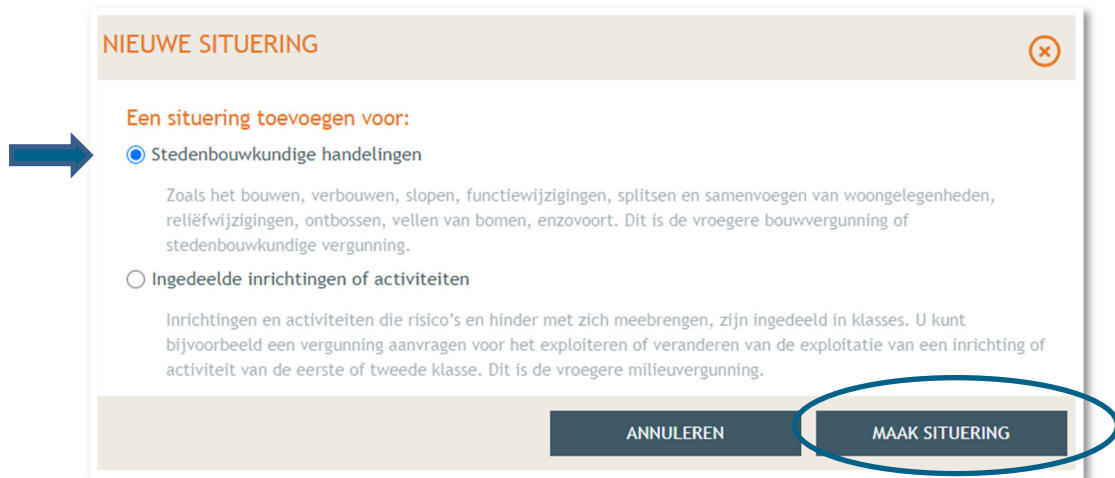 NIEUWE SITUERING
Een situering toevoegen voor:
Stedenbouwkundige handelingen
Zoals het bouwen, verbouwen, slopen, functiewijzigingen, splitsen en samenvoegen van woongelegenheden,
reliëfwijzigingen, ontbossen, vellen van bomen, enzovoort. Dit is de vroegere bouwvergunning of
stedenbouwkundige vergunning.
Ingedeelde inrichtingen of activiteiten
Inrichtingen en activiteiten die risico's en hinder met zich meebrengen, zijn ingedeeld in klasses. U kunt
bijvoorbeeld een vergunning aanvragen voor het exploiteren of veranderen van de exploitatie van een inrichting of
activiteit van de eerste of tweede klasse. Dit is de vroegere milieuvergunning.
ANNULEREN MAAK SITUERING